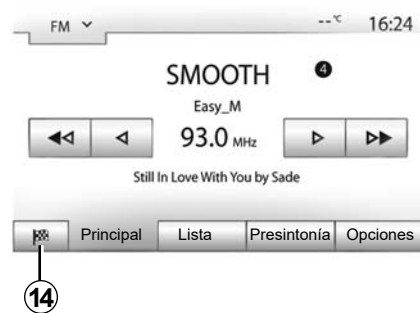 FM --°C 16:24
SMOOTH 4
Easy_M
93.0 MHz
Still In Love With You by Sade
Principal Lista Presintonía Opciones
14